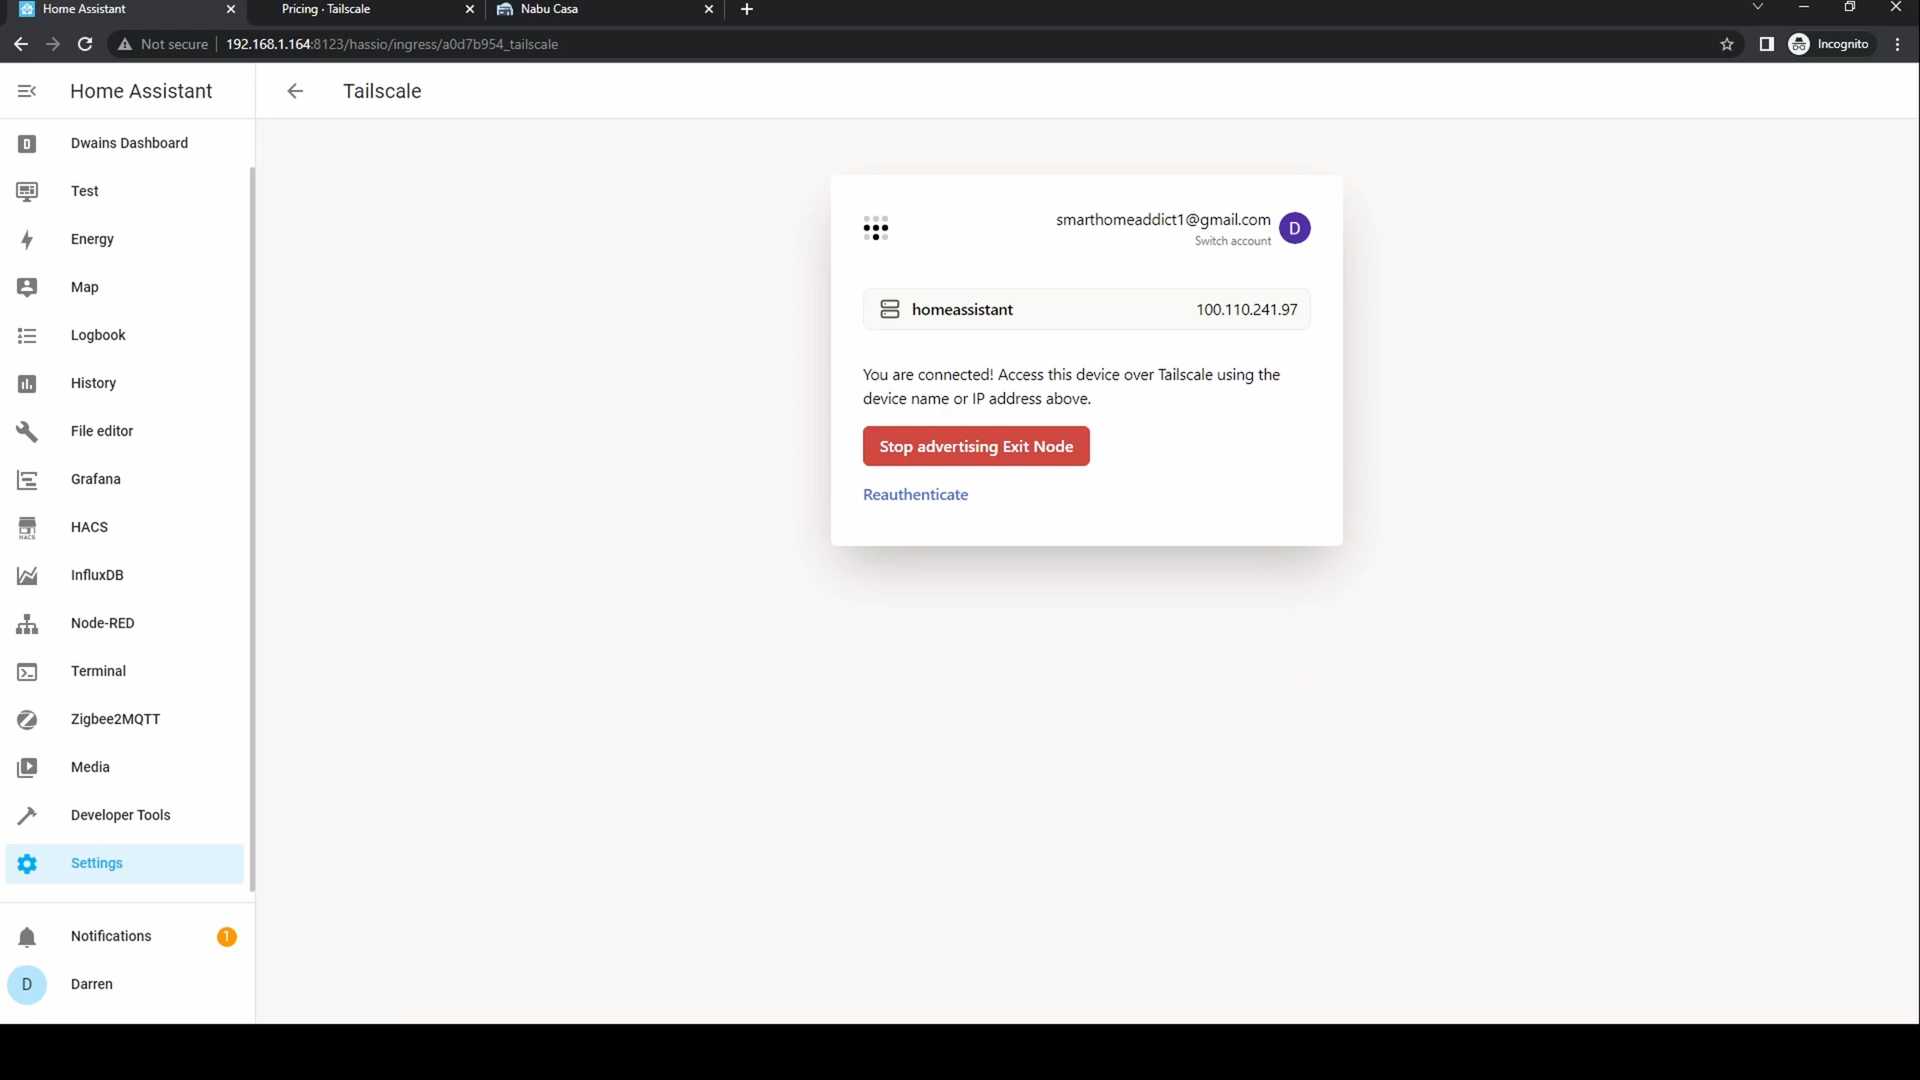 Home Assistant
Pricing · Tailscale
Nabu Casa
Not secure
192.168.1.164:8123/hassio/ingress/a0d7b954_tailscale
Incognito
Home Assistant
Tailscale
D
Dwains Dashboard
Test
Energy
Map
Logbook
History
File editor
Grafana
HACS
HACS
InfluxDB
Node-RED
Terminal
Zigbee2MQTT
Media
Developer Tools
Settings
Notifications
1
D
Darren
smarthomeaddict1@gmail.com
Switch account
D
homeassistant
100.110.241.97
You are connected! Access this device over Tailscale using the
device name or IP address above.
Stop advertising Exit Node
Reauthenticate